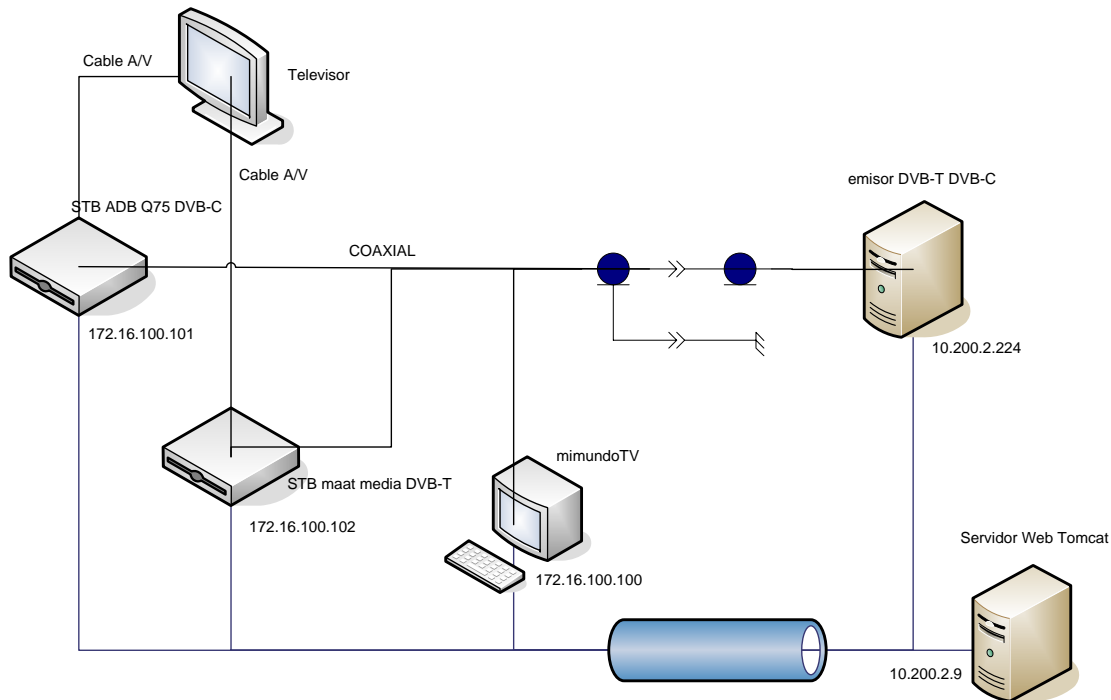 Cable A/V
Televisor
Cable A/V
emisor DVB-T DVB-C
STB ADB Q75 DVB-C
COAXIAL
172.16.100.101
10.200.2.224
mimundoTV
STB maat media DVB-T
172.16.100.102
Servidor Web Tomcat
172.16.100.100
10.200.2.9